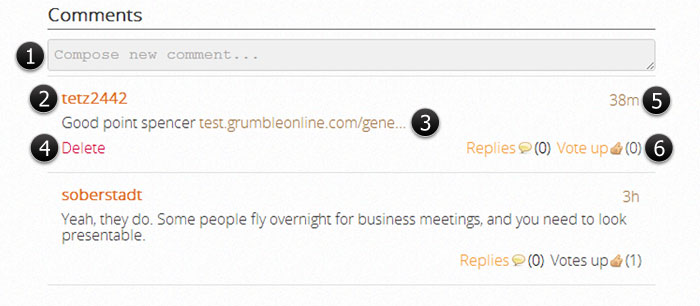 Comments
1 Compose new comment...
2 tetz2442 38m 5
Good point spencer test.grumbleonline.com/gene... 3
4 Delete Replies (0) Vote up (0) 6
soberstadt 3h
Yeah, they do. Some people fly overnight for business meetings, and you need to look
presentable.
Replies (0) Votes up (1)